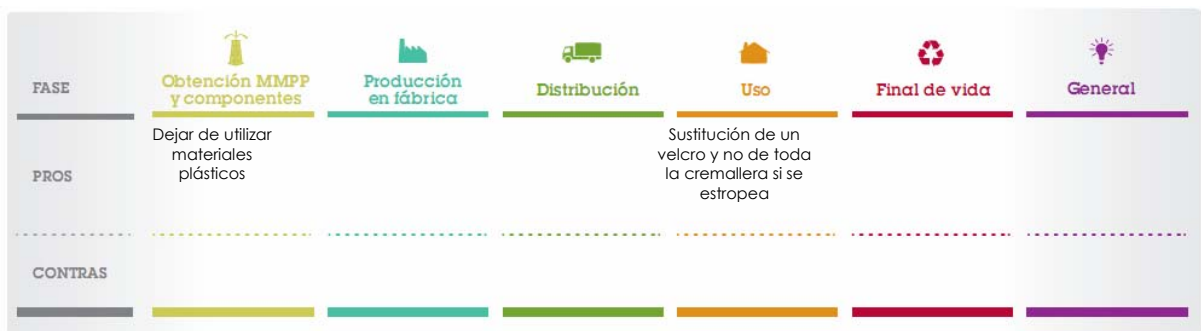 FASE
Obtención MMPP
y componentes
Producción
en fábrica
Distribución
Uso
Final de vida
General
PROS
Dejar de utilizar
materiales
plásticos
Sustitución de un
velcro y no de toda
la cremallera si se
estropea
CONTRAS